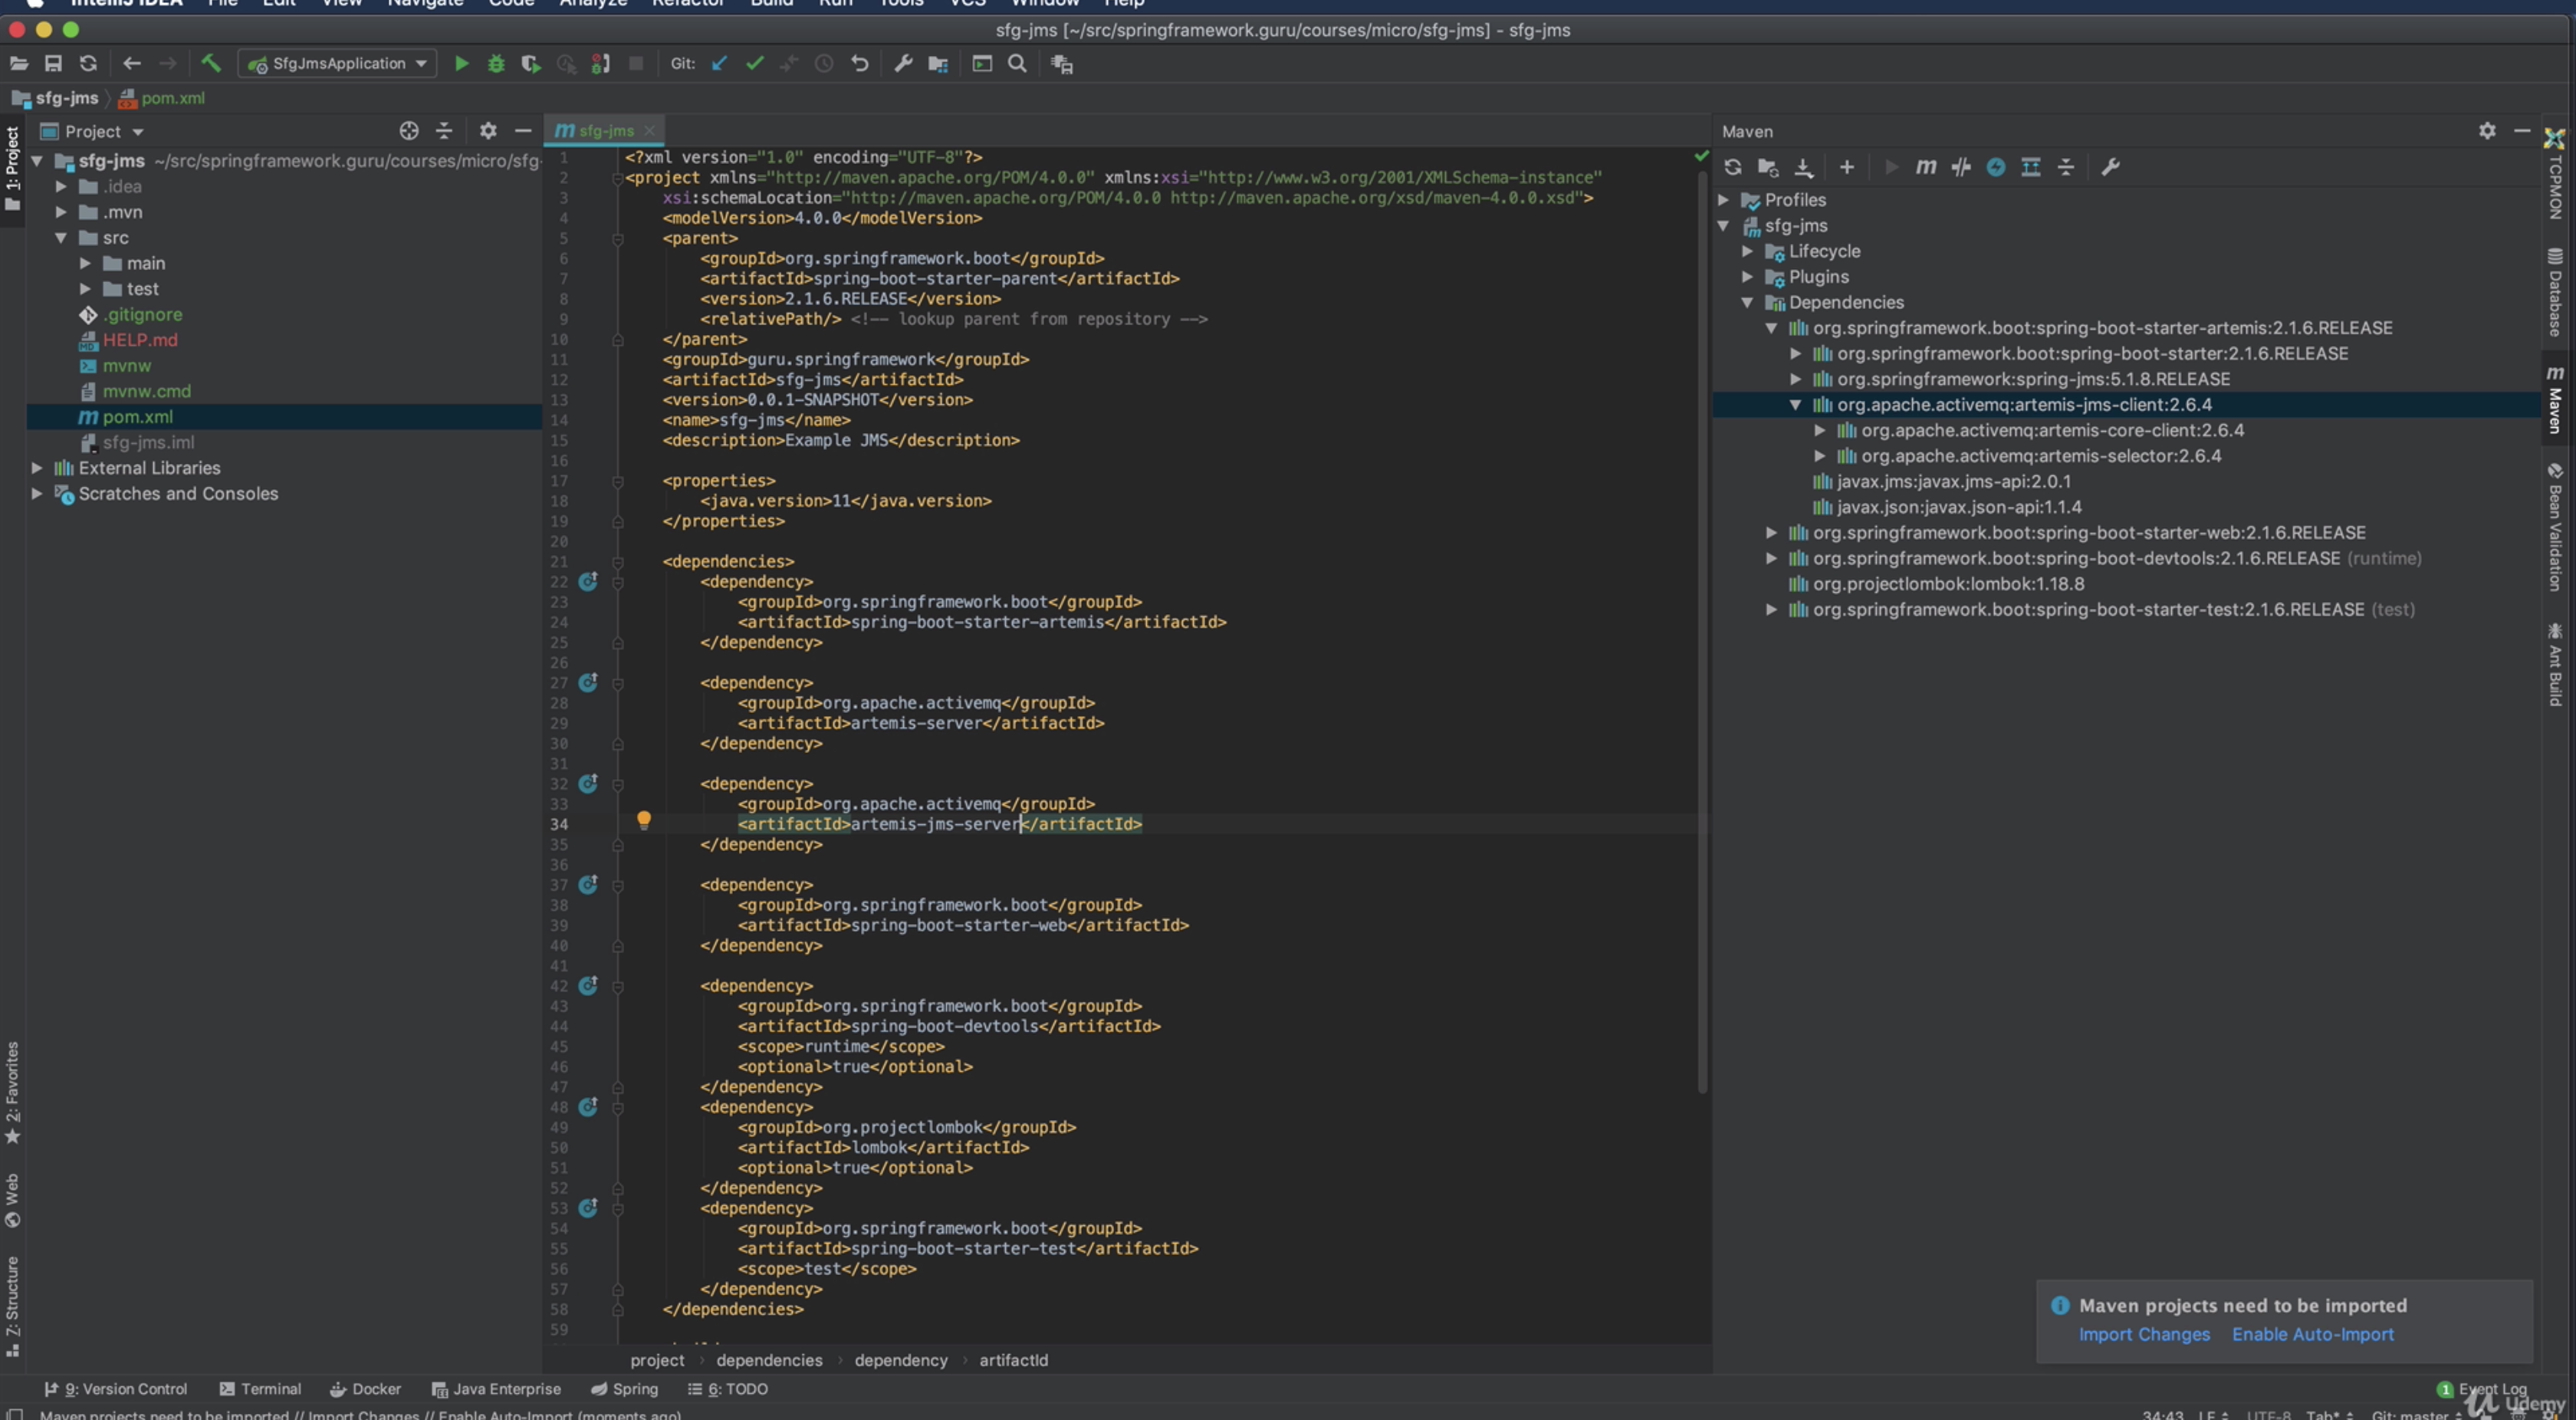 IntelliJ IDEA File Edit View Navigate Code Analyze Refactor Build Run Tools VCS Window Help
sfg-jms [~/src/springframework.guru/courses/micro/sfg-jms] - sfg-jms
SfgJmsApplication Git:
sfg-jms pom.xml
1: Project
Project
sfg-jms ~/src/springframework.guru/courses/micro/sfg-
.idea
.mvn
src
main
test
.gitignore
HELP.md
mvnw
mvnw.cmd
pom.xml
sfg-jms.iml
External Libraries
Scratches and Consoles
2: Favorites
Web
Z: Structure
sfg-jms
1 <?xml version="1.0" encoding="UTF-8"?>
2 <project xmlns="http://maven.apache.org/POM/4.0.0" xmlns:xsi="http://www.w3.org/2001/XMLSchema-instance"
3 xsi:schemaLocation="http://maven.apache.org/POM/4.0.0 http://maven.apache.org/xsd/maven-4.0.0.xsd">
4 <modelVersion>4.0.0</modelVersion>
5 <parent>
6 <groupId>org.springframework.boot</groupId>
7 <artifactId>spring-boot-starter-parent</artifactId>
8 <version>2.1.6.RELEASE</version>
9 <relativePath/> <!-- lookup parent from repository -->
10 </parent>
11 <groupId>guru.springframework</groupId>
12 <artifactId>sfg-jms</artifactId>
13 <version>0.0.1-SNAPSHOT</version>
14 <name>sfg-jms</name>
15 <description>Example JMS</description>
16
17 <properties>
18 <java.version>11</java.version>
19 </properties>
20
21 <dependencies>
22 <dependency>
23 <groupId>org.springframework.boot</groupId>
24 <artifactId>spring-boot-starter-artemis</artifactId>
25 </dependency>
26
27 <dependency>
28 <groupId>org.apache.activemq</groupId>
29 <artifactId>artemis-server</artifactId>
30 </dependency>
31
32 <dependency>
33 <groupId>org.apache.activemq</groupId>
34 <artifactId>artemis-jms-server</artifactId>
35 </dependency>
36
37 <dependency>
38 <groupId>org.springframework.boot</groupId>
39 <artifactId>spring-boot-starter-web</artifactId>
40 </dependency>
41
42 <dependency>
43 <groupId>org.springframework.boot</groupId>
44 <artifactId>spring-boot-devtools</artifactId>
45 <scope>runtime</scope>
46 <optional>true</optional>
47 </dependency>
48 <dependency>
49 <groupId>org.projectlombok</groupId>
50 <artifactId>lombok</artifactId>
51 <optional>true</optional>
52 </dependency>
53 <dependency>
54 <groupId>org.springframework.boot</groupId>
55 <artifactId>spring-boot-starter-test</artifactId>
56 <scope>test</scope>
57 </dependency>
58 </dependencies>
59
project › dependencies › dependency › artifactId
Maven
Profiles
sfg-jms
Lifecycle
Plugins
Dependencies
org.springframework.boot:spring-boot-starter-artemis:2.1.6.RELEASE
org.springframework.boot:spring-boot-starter:2.1.6.RELEASE
org.springframework:spring-jms:5.1.8.RELEASE
org.apache.activemq:artemis-jms-client:2.6.4
org.apache.activemq:artemis-core-client:2.6.4
org.apache.activemq:artemis-selector:2.6.4
javax.jms:javax.jms-api:2.0.1
javax.json:javax.json-api:1.1.4
org.springframework.boot:spring-boot-starter-web:2.1.6.RELEASE
org.springframework.boot:spring-boot-devtools:2.1.6.RELEASE (runtime)
org.projectlombok:lombok:1.18.8
org.springframework.boot:spring-boot-starter-test:2.1.6.RELEASE (test)
TCPMON
Database
Maven
Bean Validation
Ant Build
Maven projects need to be imported
Import Changes Enable Auto-Import
9: Version Control Terminal Docker Java Enterprise Spring 6: TODO
1 Event Log
Maven projects need to be imported // Import Changes // Enable Auto-Import (moments ago)
34:43 LF UTF-8 Tab* Git: master
Udemy